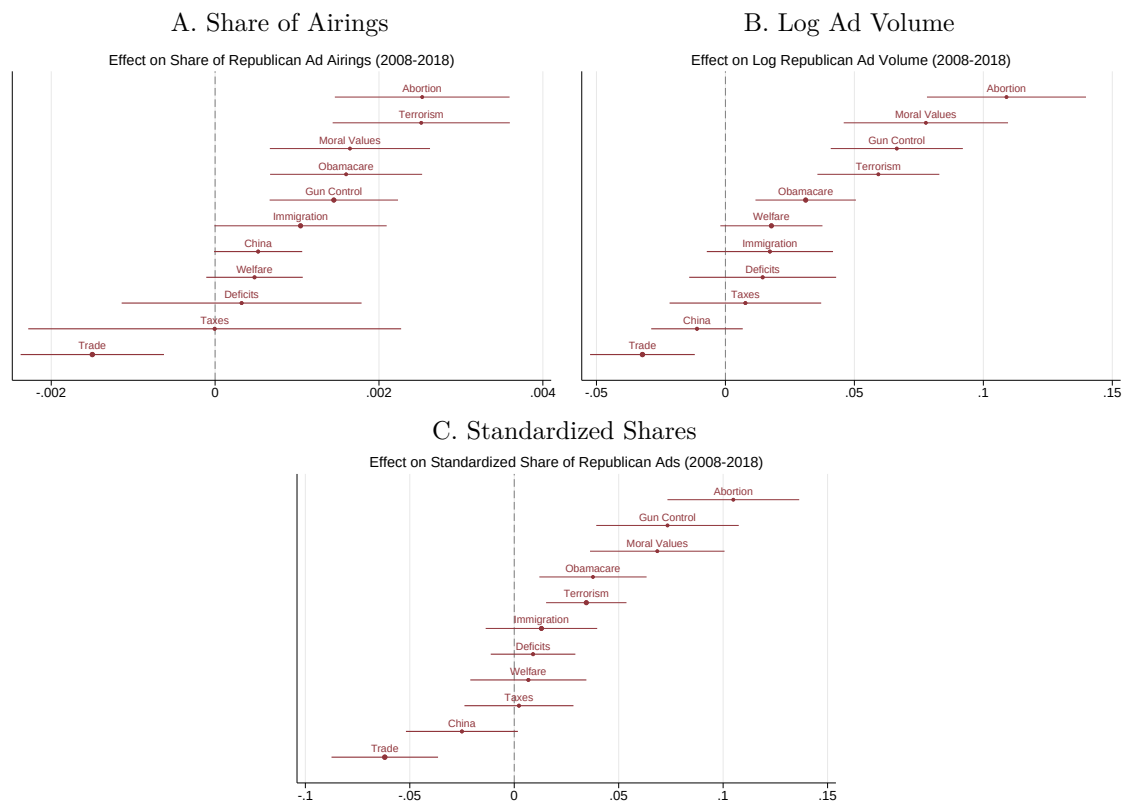 A. Share of Airings
Effect on Share of Republican Ad Airings (2008-2018)
Abortion
Terrorism
Moral Values
Obamacare
Gun Control
Immigration
China
Welfare
Deficits
Taxes
Trade
-.002 0 .002 .004
B. Log Ad Volume
Effect on Log Republican Ad Volume (2008-2018)
Abortion
Moral Values
Gun Control
Terrorism
Obamacare
Welfare
Immigration
Deficits
Taxes
China
Trade
-.05 0 .05 .1 .15
C. Standardized Shares
Effect on Standardized Share of Republican Ads (2008-2018)
Abortion
Gun Control
Moral Values
Obamacare
Terrorism
Immigration
Deficits
Welfare
Taxes
China
Trade
-.1 -.05 0 .05 .1 .15